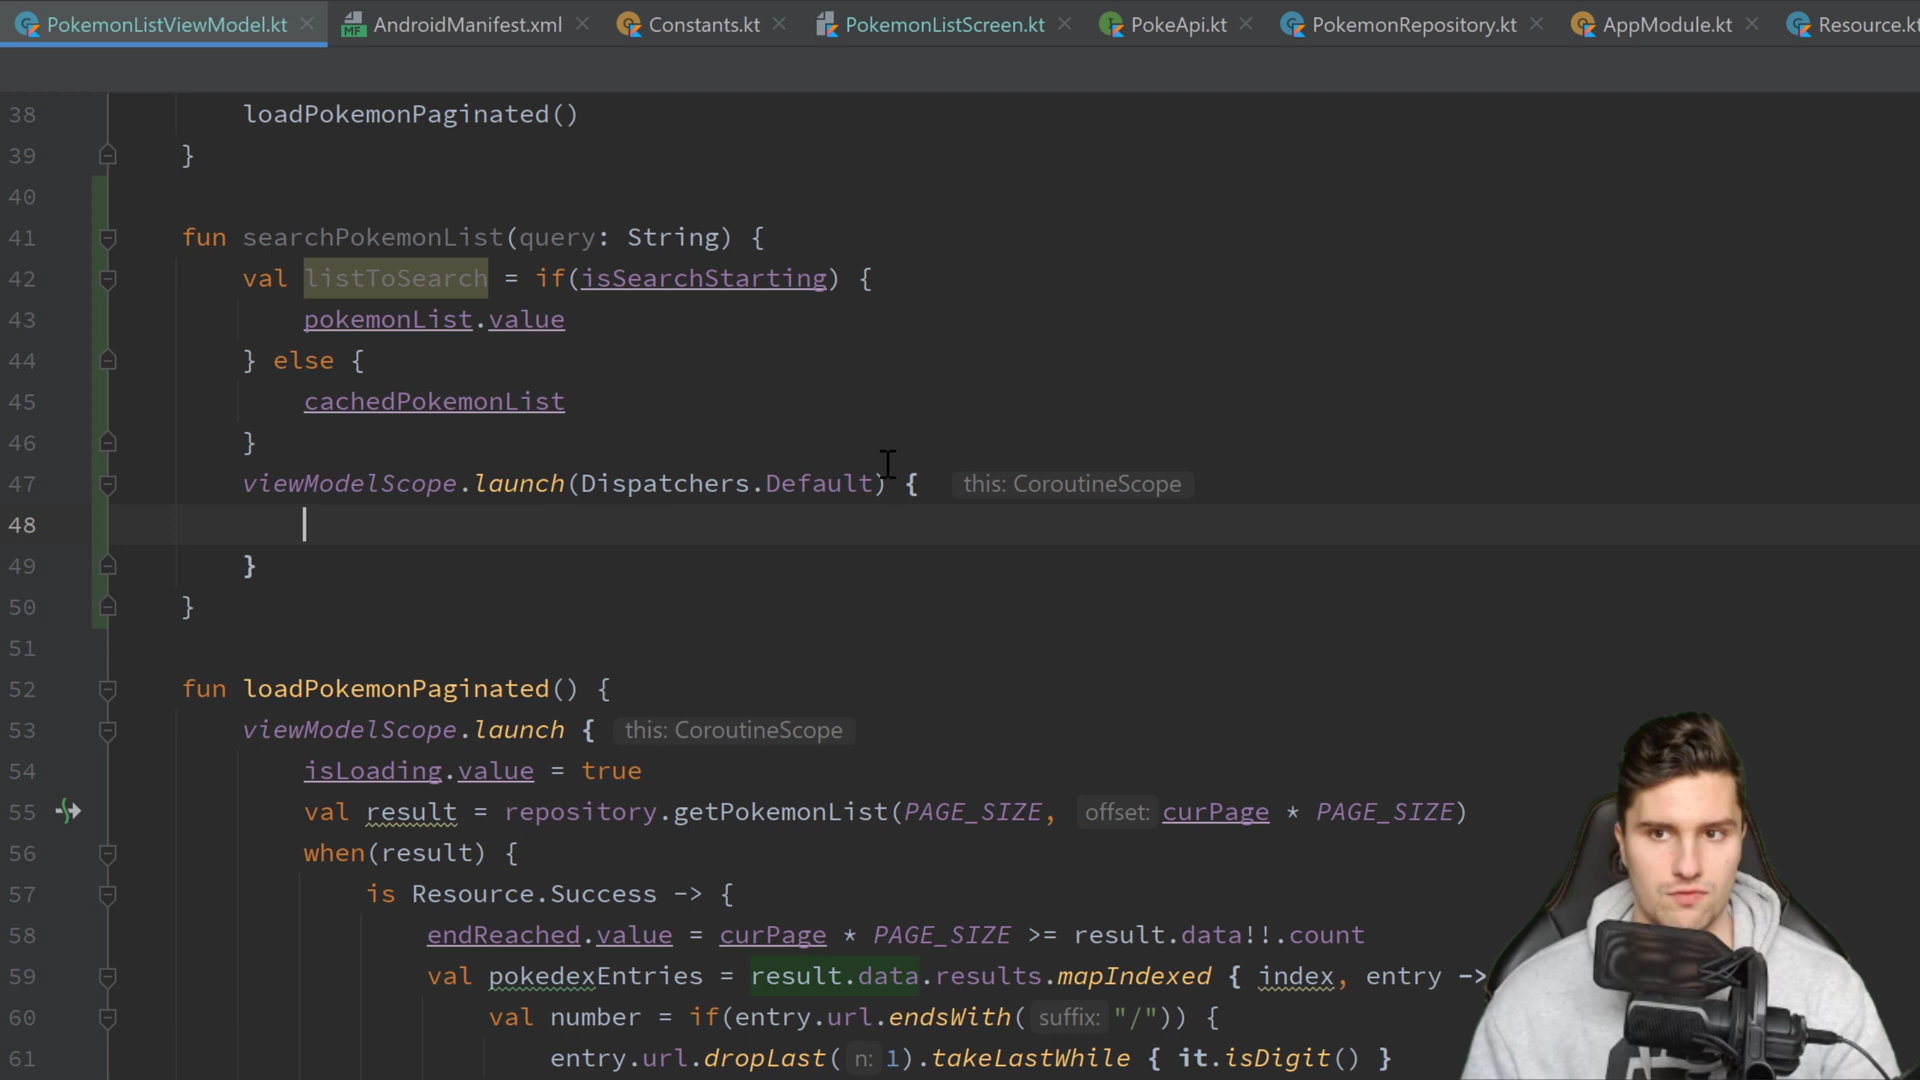 PokemonListViewModel.kt AndroidManifest.xml Constants.kt PokemonListScreen.kt PokeApi.kt PokemonRepository.kt AppModule.kt Resource.kt
38 loadPokemonPaginated()
39 }
40
41 fun searchPokemonList(query: String) {
42 val listToSearch = if(isSearchStarting) {
43 pokemonList.value
44 } else {
45 cachedPokemonList
46 }
47 viewModelScope.launch(Dispatchers.Default) { this: CoroutineScope
48
49 }
50 }
51
52 fun loadPokemonPaginated() {
53 viewModelScope.launch { this: CoroutineScope
54 isLoading.value = true
55 val result = repository.getPokemonList(PAGE_SIZE, offset: curPage * PAGE_SIZE)
56 when(result) {
57 is Resource.Success -> {
58 endReached.value = curPage * PAGE_SIZE >= result.data!!.count
59 val pokedexEntries = result.data.results.mapIndexed { index, entry ->
60 val number = if(entry.url.endsWith( suffix: "/")) {
61 entry.url.dropLast( n: 1).takeLastWhile { it.isDigit() }